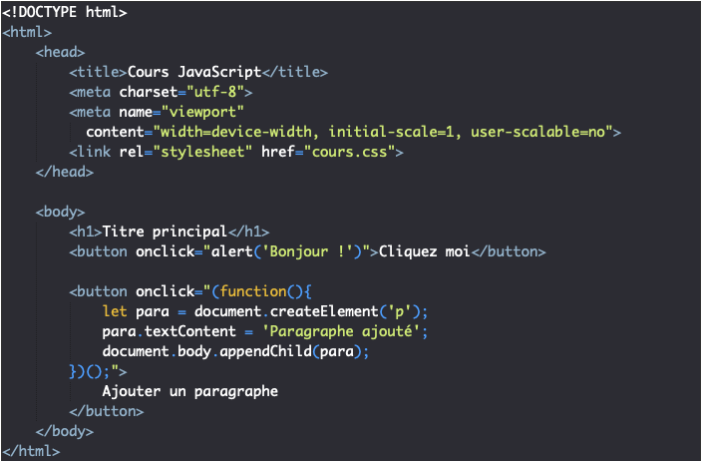 <!DOCTYPE html>
<html>
    <head>
        <title>Cours JavaScript</title>
        <meta charset="utf-8">
        <meta name="viewport"
          content="width=device-width, initial-scale=1, user-scalable=no">
        <link rel="stylesheet" href="cours.css">
    </head>

    <body>
        <h1>Titre principal</h1>
        <button onclick="alert('Bonjour !')">Cliquez moi</button>

        <button onclick="(function(){
            let para = document.createElement('p');
            para.textContent = 'Paragraphe ajouté';
            document.body.appendChild(para);
        })();">
            Ajouter un paragraphe
        </button>
    </body>
</html>